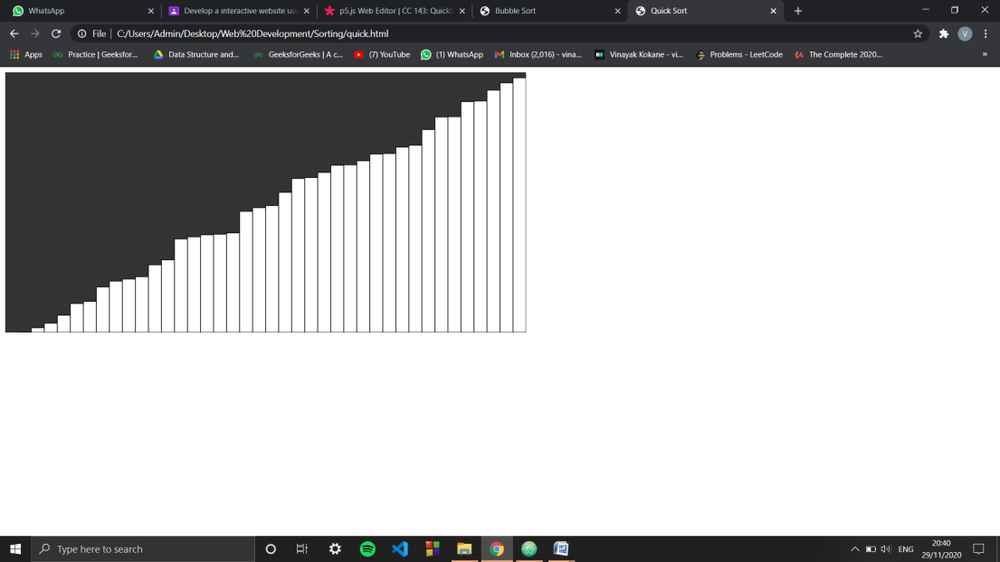 WhatsApp
Develop a interactive website us
p5.js Web Editor | CC 143: QuickS
Bubble Sort
Quick Sort
File | C:/Users/Admin/Desktop/Web%20Development/Sorting/quick.html
V
Apps
Practice | Geeksfor...
Data Structure and...
GeeksforGeeks | A c...
(7) YouTube
(1) WhatsApp
Inbox (2,016) - vina...
Vinayak Kokane - vi...
Problems - LeetCode
The Complete 2020...
»
Type here to search
ENG
20:40
29/11/2020